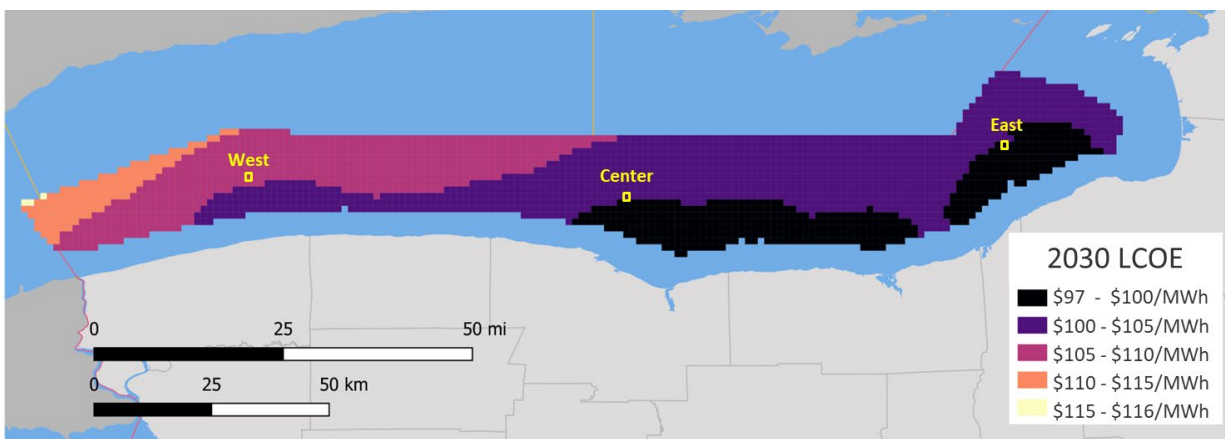 East
West
Center
2030 LCOE
$97 - $100/MWh
$100 - $105/MWh
$105 - $110/MWh
$110 - $115/MWh
$115 - $116/MWh
0 25 50 mi
0 25 50 km